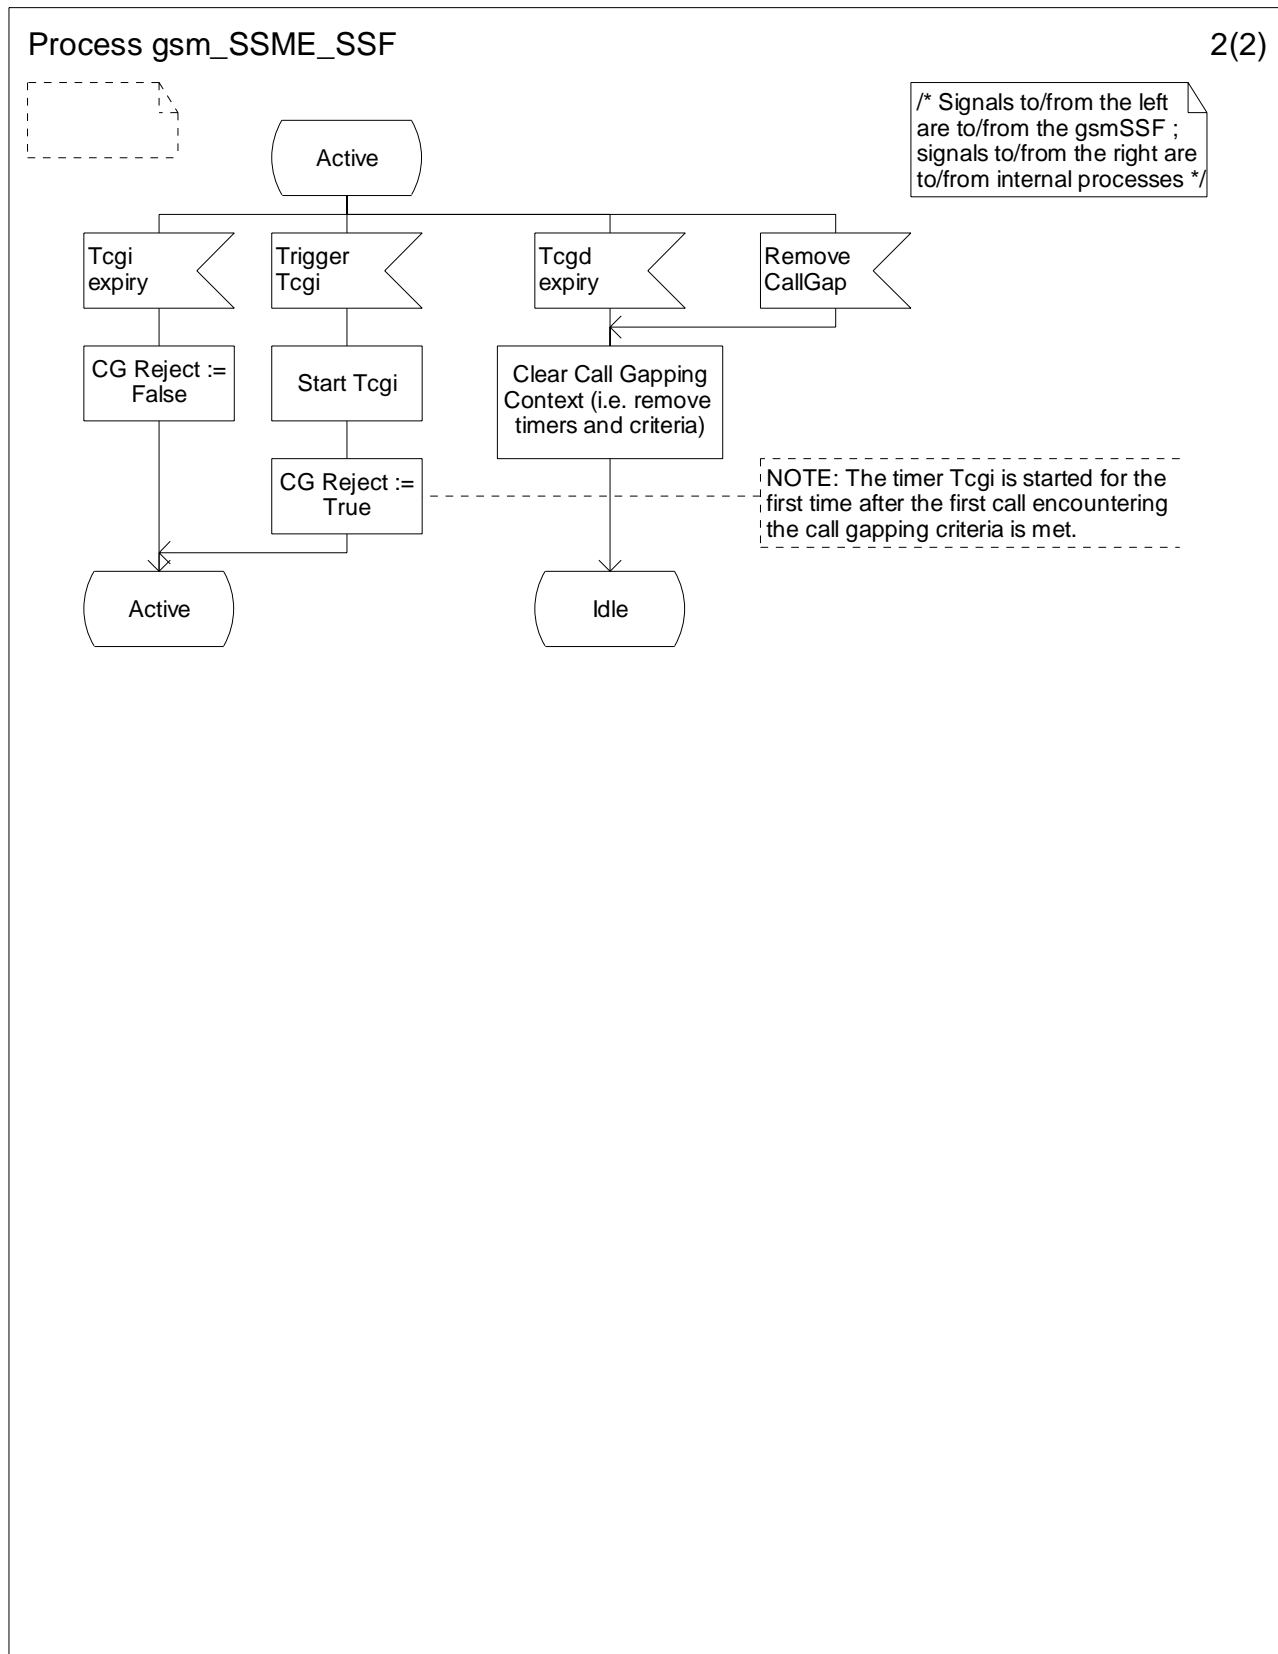 Process gsm_SSME_SSF
2(2)
/* Signals to/from the left
are to/from the gsmSSF ;
signals to/from the right are
to/from internal processes */
Active
Tcgi
expiry
Trigger
Tcgi
Tcgd
expiry
Remove
CallGap
CG Reject :=
False
Start Tcgi
Clear Call Gapping
Context (i.e. remove
timers and criteria)
CG Reject :=
True
NOTE: The timer Tcgi is started for the
first time after the first call encountering
the call gapping criteria is met.
Active
Idle